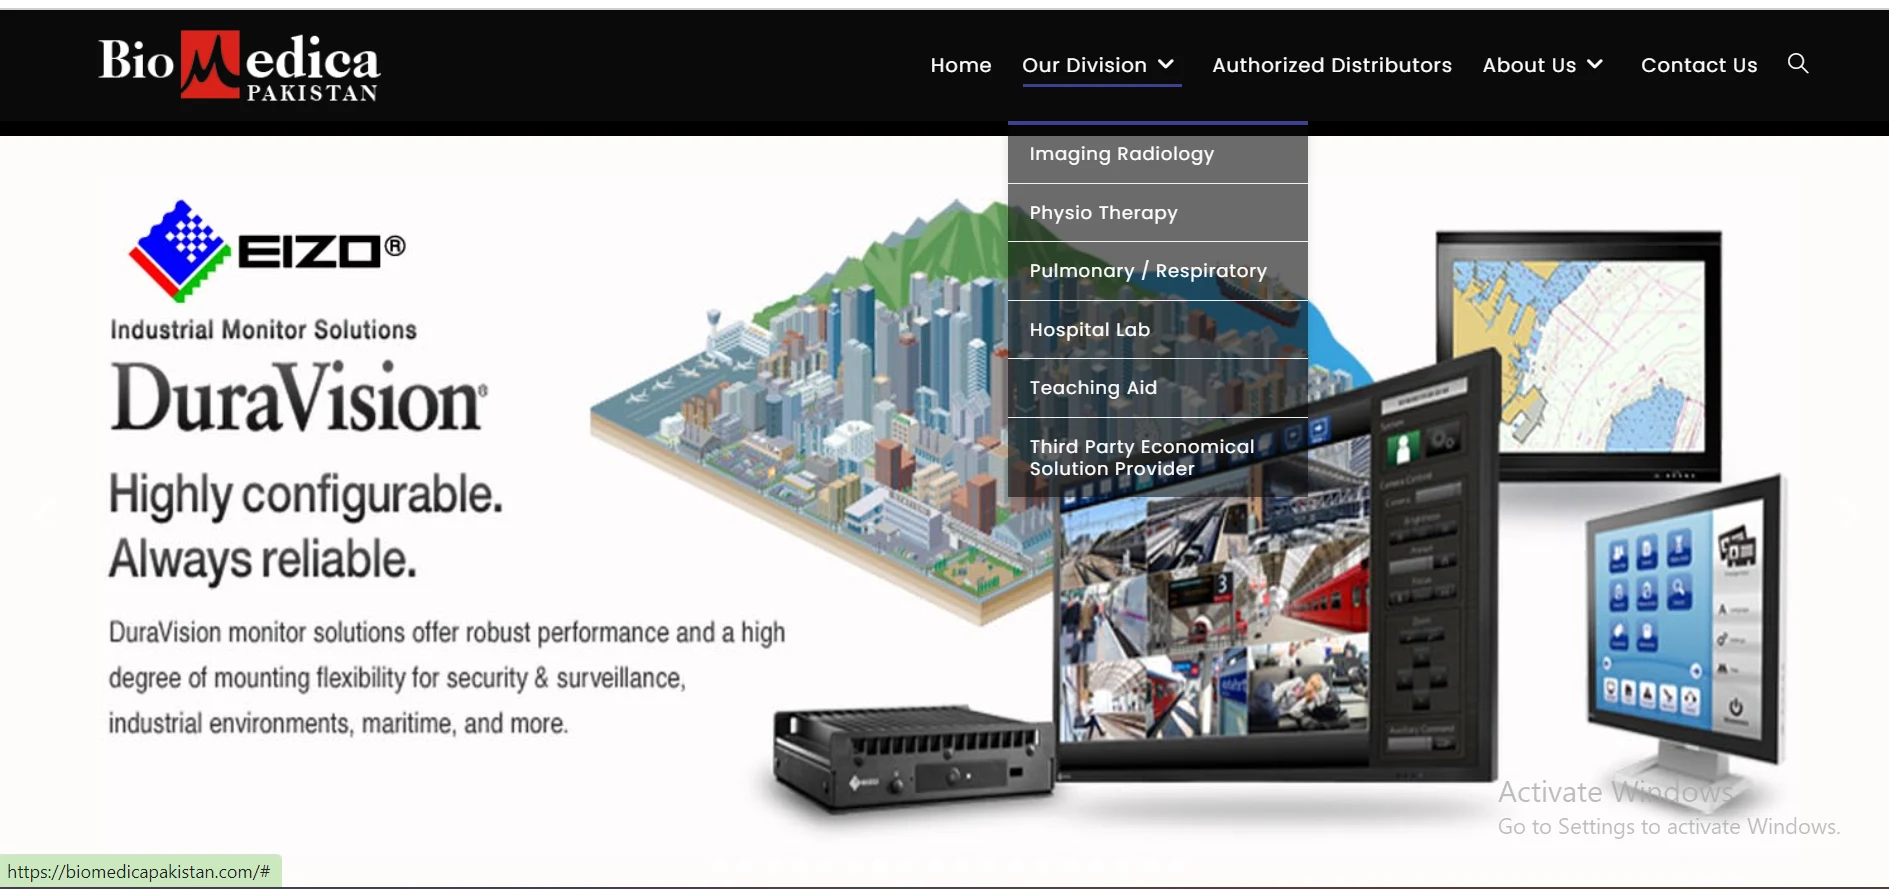 BioMedica
PAKISTAN
Home
Our Division
Authorized Distributors
About Us
Contact Us
Imaging Radiology
Physio Therapy
Pulmonary / Respiratory
Hospital Lab
Teaching Aid
Third Party Economical
Solution Provider
EIZO®
Industrial Monitor Solutions
DuraVision®
Highly configurable.
Always reliable.
DuraVision monitor solutions offer robust performance and a high
degree of mounting flexibility for security & surveillance,
industrial environments, maritime, and more.
3
Camera Control
Activate Windows
Go to Settings to activate Windows.
https://biomedicapakistan.com/#